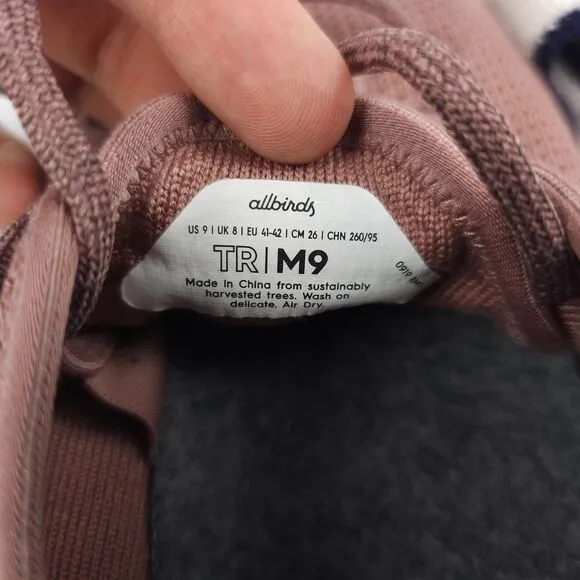 allbirds
US 9 | UK 8 | EU 41-42 | CM 26 | CHN 260/95
TR | M9
Made in China from sustainably
harvested trees. Wash on
delicate. Air Dry.
0919